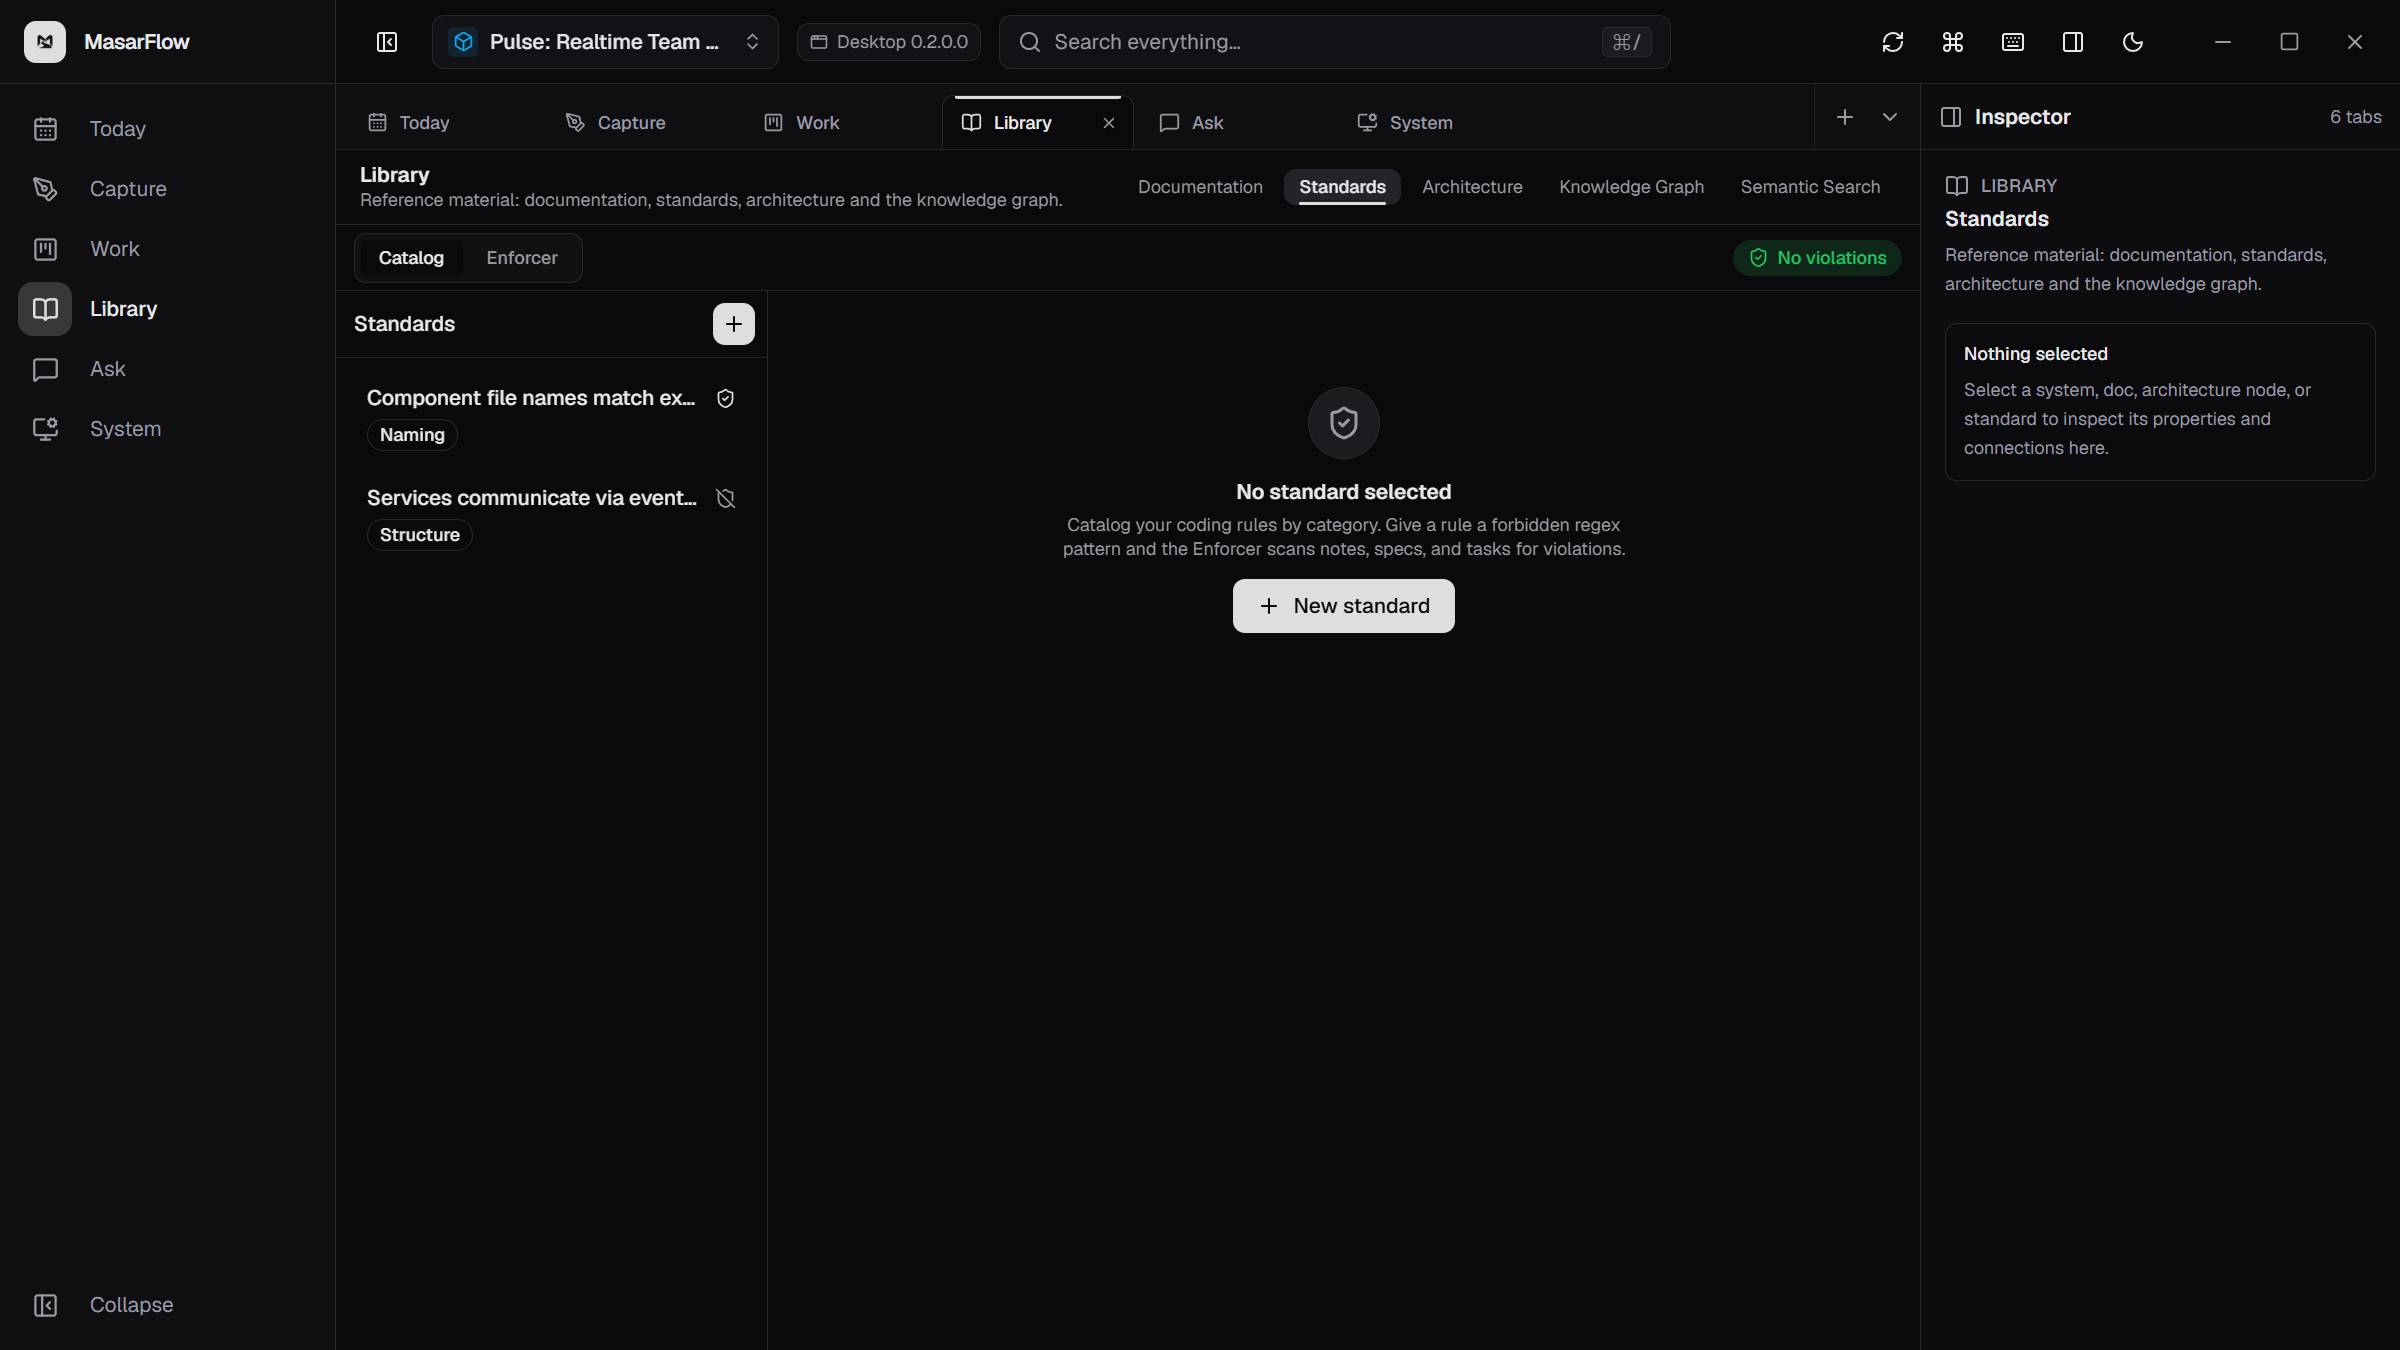 MasarFlow
Pulse: Realtime Team ...
Desktop 0.2.0.0
Search everything...
⌘/
Today
Capture
Work
Library
Ask
System
Collapse
Today
Capture
Work
Library
Ask
System
Library
Reference material: documentation, standards, architecture and the knowledge graph.
Documentation
Standards
Architecture
Knowledge Graph
Semantic Search
Catalog
Enforcer
No violations
Standards
Component file names match ex...
Naming
Services communicate via event...
Structure
No standard selected
Catalog your coding rules by category. Give a rule a forbidden regex
pattern and the Enforcer scans notes, specs, and tasks for violations.
New standard
Inspector
6 tabs
LIBRARY
Standards
Reference material: documentation, standards,
architecture and the knowledge graph.
Nothing selected
Select a system, doc, architecture node, or
standard to inspect its properties and
connections here.